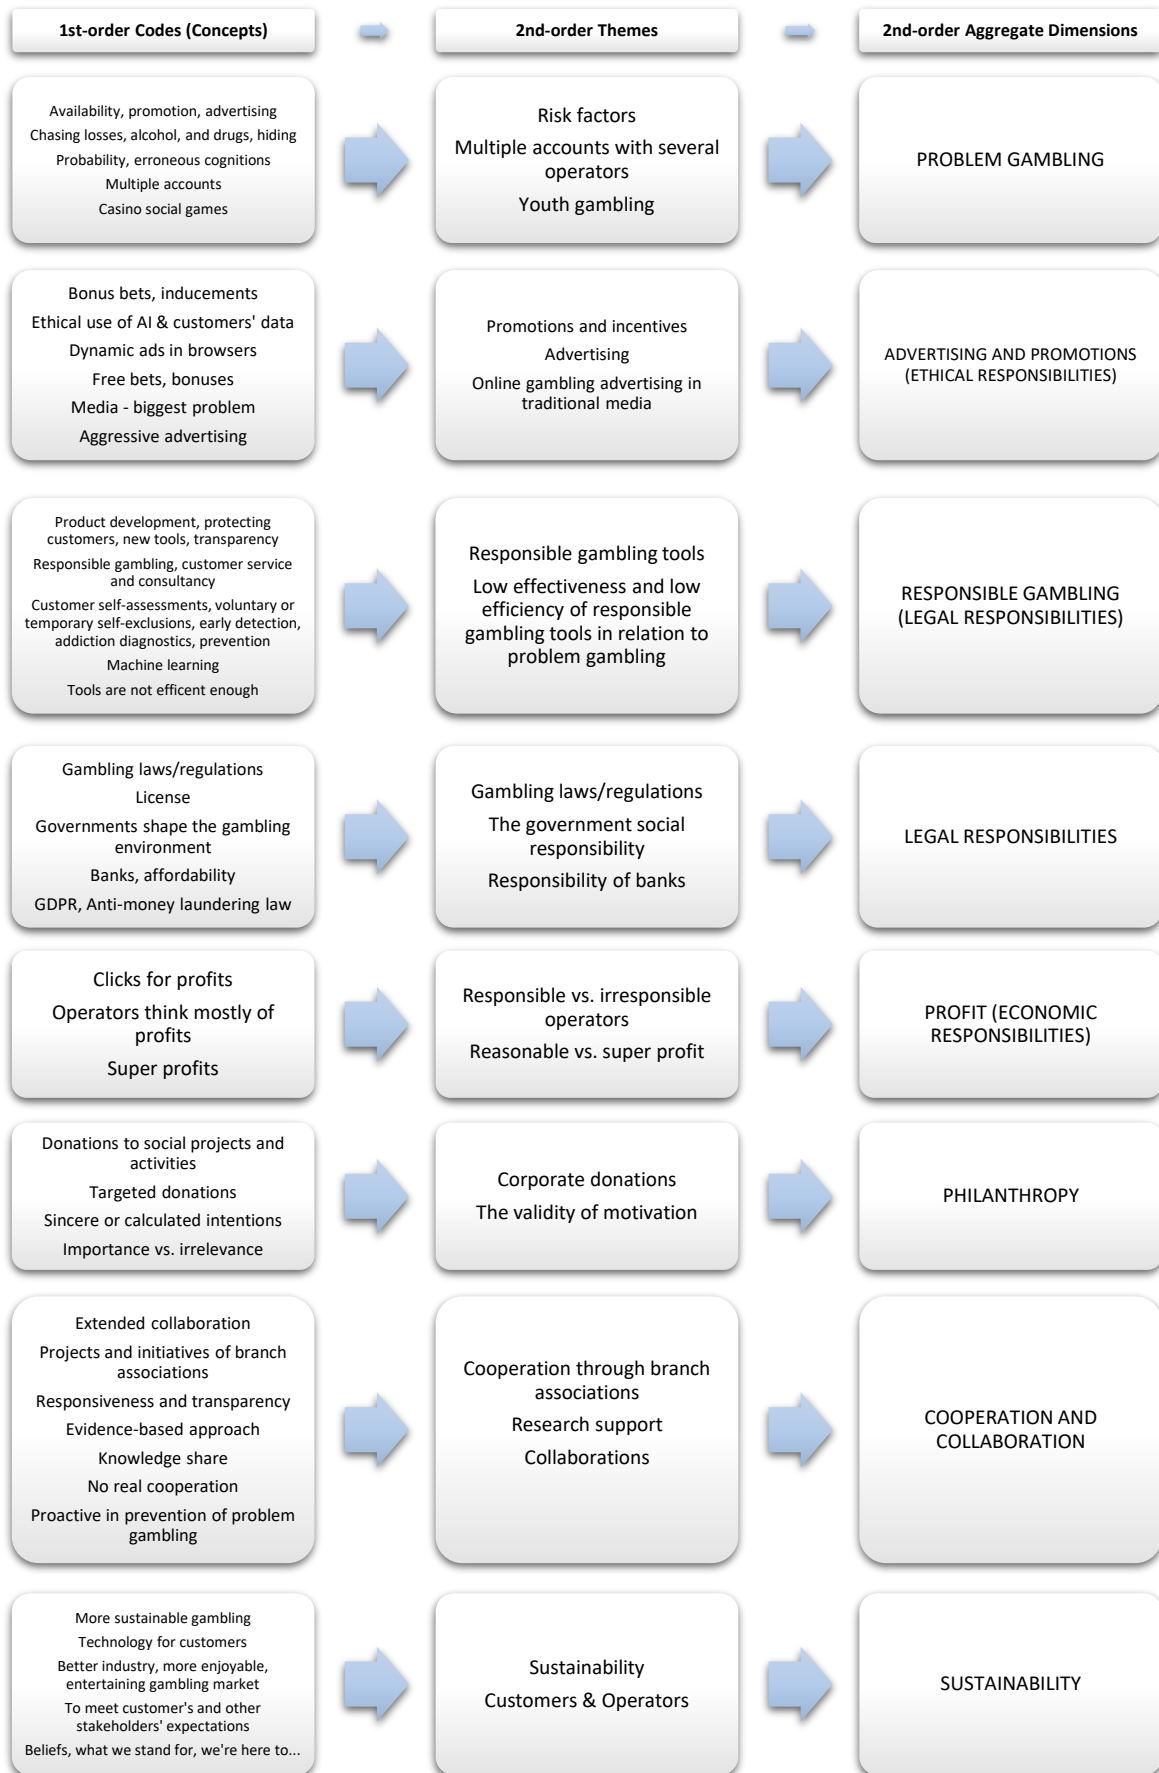 1st-order Codes (Concepts)
2nd-order Themes
2nd-order Aggregate Dimensions
Availability, promotion, advertising
Chasing losses, alcohol, and drugs, hiding
Probability, erroneous cognitions
Multiple accounts
Casino social games
Risk factors
Multiple accounts with several
operators
Youth gambling
PROBLEM GAMBLING
Bonus bets, inducements
Ethical use of AI & customers' data
Dynamic ads in browsers
Free bets, bonuses
Media - biggest problem
Aggressive advertising
Promotions and incentives
Advertising
Online gambling advertising in
traditional media
ADVERTISING AND PROMOTIONS
(ETHICAL RESPONSIBILITIES)
Product development, protecting
customers, new tools, transparency
Responsible gambling, customer service
and consultancy
Customer self-assessments, voluntary or
temporary self-exclusions, early detection,
addiction diagnostics, prevention
Machine learning
Tools are not efficent enough
Responsible gambling tools
Low effectiveness and low
efficiency of responsible
gambling tools in relation to
problem gambling
RESPONSIBLE GAMBLING
(LEGAL RESPONSIBILITIES)
Gambling laws/regulations
License
Governments shape the gambling
environment
Banks, affordability
GDPR, Anti-money laundering law
Gambling laws/regulations
The government social
responsibility
Responsibility of banks
LEGAL RESPONSIBILITIES
Clicks for profits
Operators think mostly of
profits
Super profits
Responsible vs. irresponsible
operators
Reasonable vs. super profit
PROFIT (ECONOMIC
RESPONSIBILITIES)
Donations to social projects and
activities
Targeted donations
Sincere or calculated intentions
Importance vs. irrelevance
Corporate donations
The validity of motivation
PHILANTHROPY
Extended collaboration
Projects and initiatives of branch
associations
Responsiveness and transparency
Evidence-based approach
Knowledge share
No real cooperation
Proactive in prevention of problem
gambling
Cooperation through branch
associations
Research support
Collaborations
COOPERATION AND
COLLABORATION
More sustainable gambling
Technology for customers
Better industry, more enjoyable,
entertaining gambling market
To meet customer's and other
stakeholders' expectations
Beliefs, what we stand for, we're here to...
Sustainability
Customers & Operators
SUSTAINABILITY